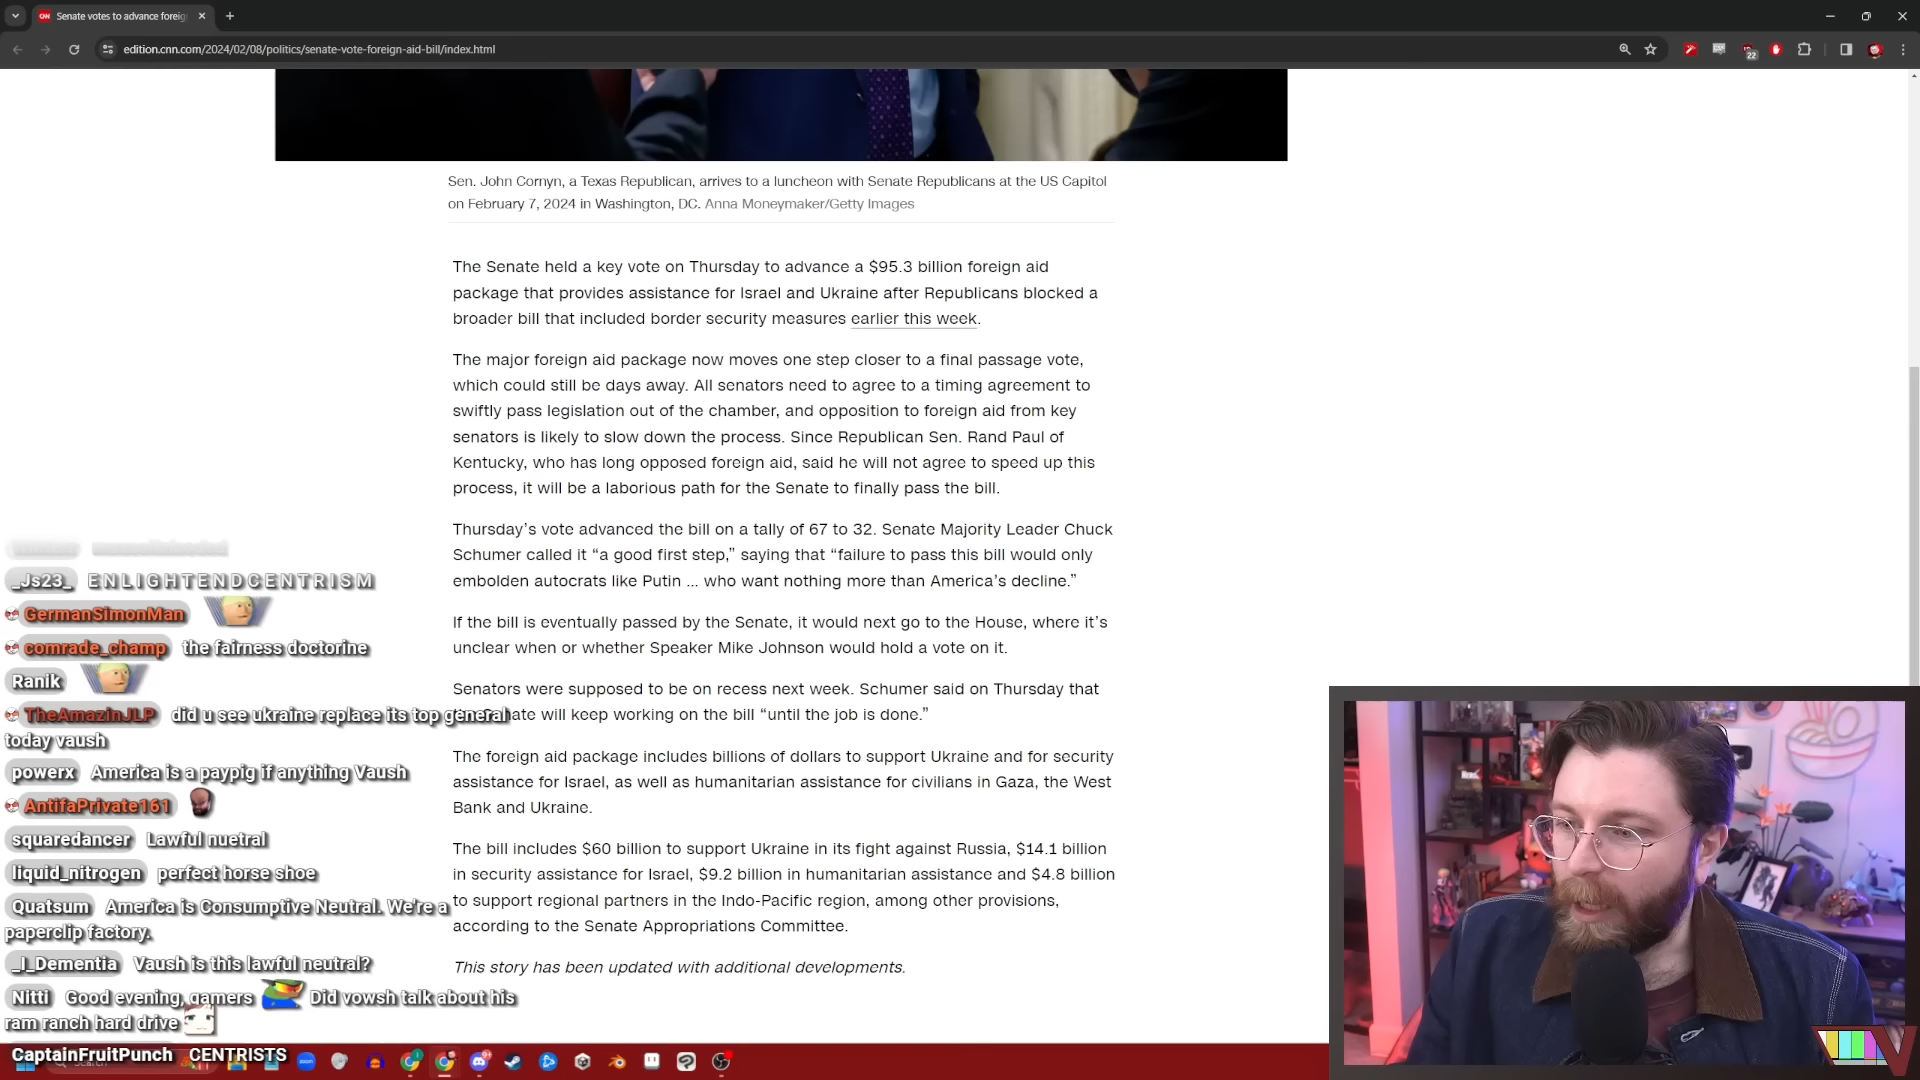 Senate votes to advance foreig
edition.cnn.com/2024/02/08/politics/senate-vote-foreign-aid-bill/index.html
22
Sen. John Cornyn, a Texas Republican, arrives to a luncheon with Senate Republicans at the US Capitol
on February 7, 2024 in Washington, DC. Anna Moneymaker/Getty Images
The Senate held a key vote on Thursday to advance a $95.3 billion foreign aid
package that provides assistance for Israel and Ukraine after Republicans blocked a
broader bill that included border security measures earlier this week.
The major foreign aid package now moves one step closer to a final passage vote,
which could still be days away. All senators need to agree to a timing agreement to
swiftly pass legislation out of the chamber, and opposition to foreign aid from key
senators is likely to slow down the process. Since Republican Sen. Rand Paul of
Kentucky, who has long opposed foreign aid, said he will not agree to speed up this
process, it will be a laborious path for the Senate to finally pass the bill.
Thursday’s vote advanced the bill on a tally of 67 to 32. Senate Majority Leader Chuck
Schumer called it “a good first step,” saying that “failure to pass this bill would only
embolden autocrats like Putin ... who want nothing more than America’s decline.”
If the bill is eventually passed by the Senate, it would next go to the House, where it’s
unclear when or whether Speaker Mike Johnson would hold a vote on it.
Senators were supposed to be on recess next week. Schumer said on Thursday that
nate will keep working on the bill “until the job is done.”
The foreign aid package includes billions of dollars to support Ukraine and for security
assistance for Israel, as well as humanitarian assistance for civilians in Gaza, the West
Bank and Ukraine.
The bill includes $60 billion to support Ukraine in its fight against Russia, $14.1 billion
in security assistance for Israel, $9.2 billion in humanitarian assistance and $4.8 billion
to support regional partners in the Indo-Pacific region, among other provisions,
according to the Senate Appropriations Committee.
This story has been updated with additional developments.
_Js23_ E N L I G H T E N D C E N T R I S M
GermanSimonMan
comrade_champ the fairness doctorine
Ranik
TheAmazinJLP did u see ukraine replace its top general
today vaush
powerx America is a paypig if anything Vaush
AntifaPrivate161
squaredancer Lawful nuetral
liquid_nitrogen perfect horse shoe
Quatsum America is Consumptive Neutral. We're a
paperclip factory.
_I_Dementia Vaush is this lawful neutral?
Nitti Good evening, gamers Did vowsh talk about his
ram ranch hard drive
CaptainFruitPunch CENTRISTS
Search